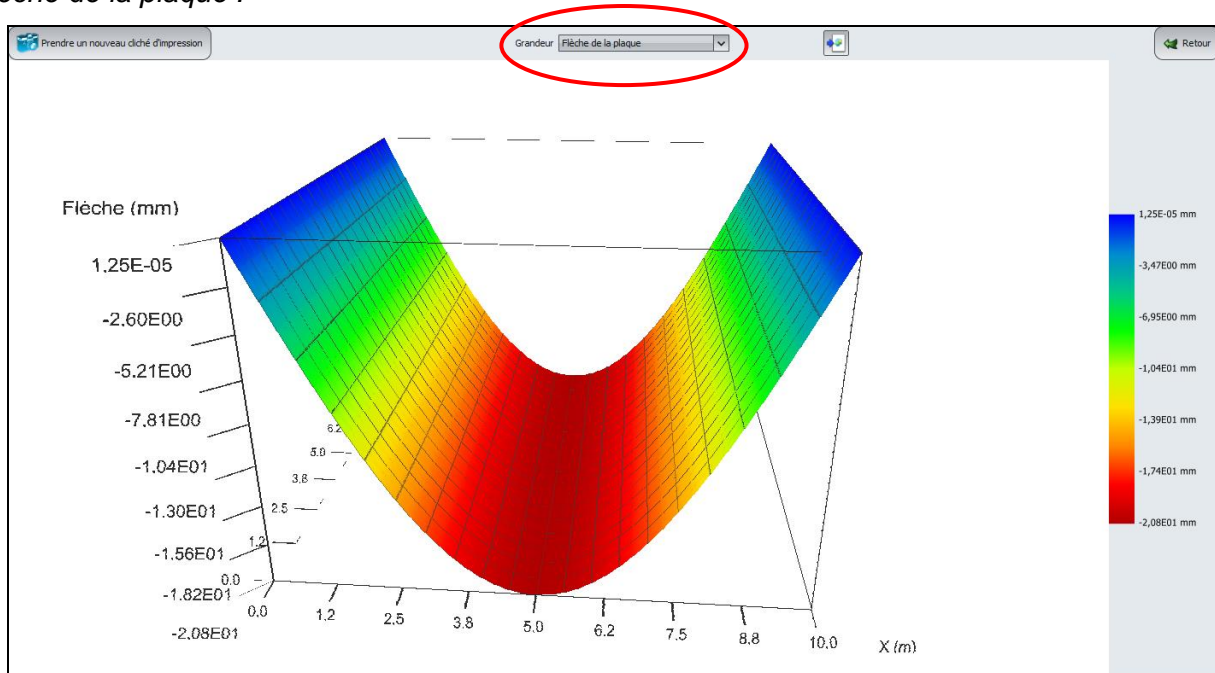 Prendre un nouveau cliché d'impression
Grandeur Flèche de la plaque
Retour
Flèche (mm)
1.25E-05
-2.60E00
-5.21E00
-7.81E00
-1.04E01
-1.30E01
-1.56E01
-1.82E01
-2.08E01
6.2
5.0
3.8
2.5
1.2
0.0
0.0
1.2
2.5
3.8
5.0
6.2
7.5
8.8
10.0
X (m)
1,25E-05 mm
-3,47E00 mm
-6,95E00 mm
-1,04E01 mm
-1,39E01 mm
-1,74E01 mm
-2,08E01 mm